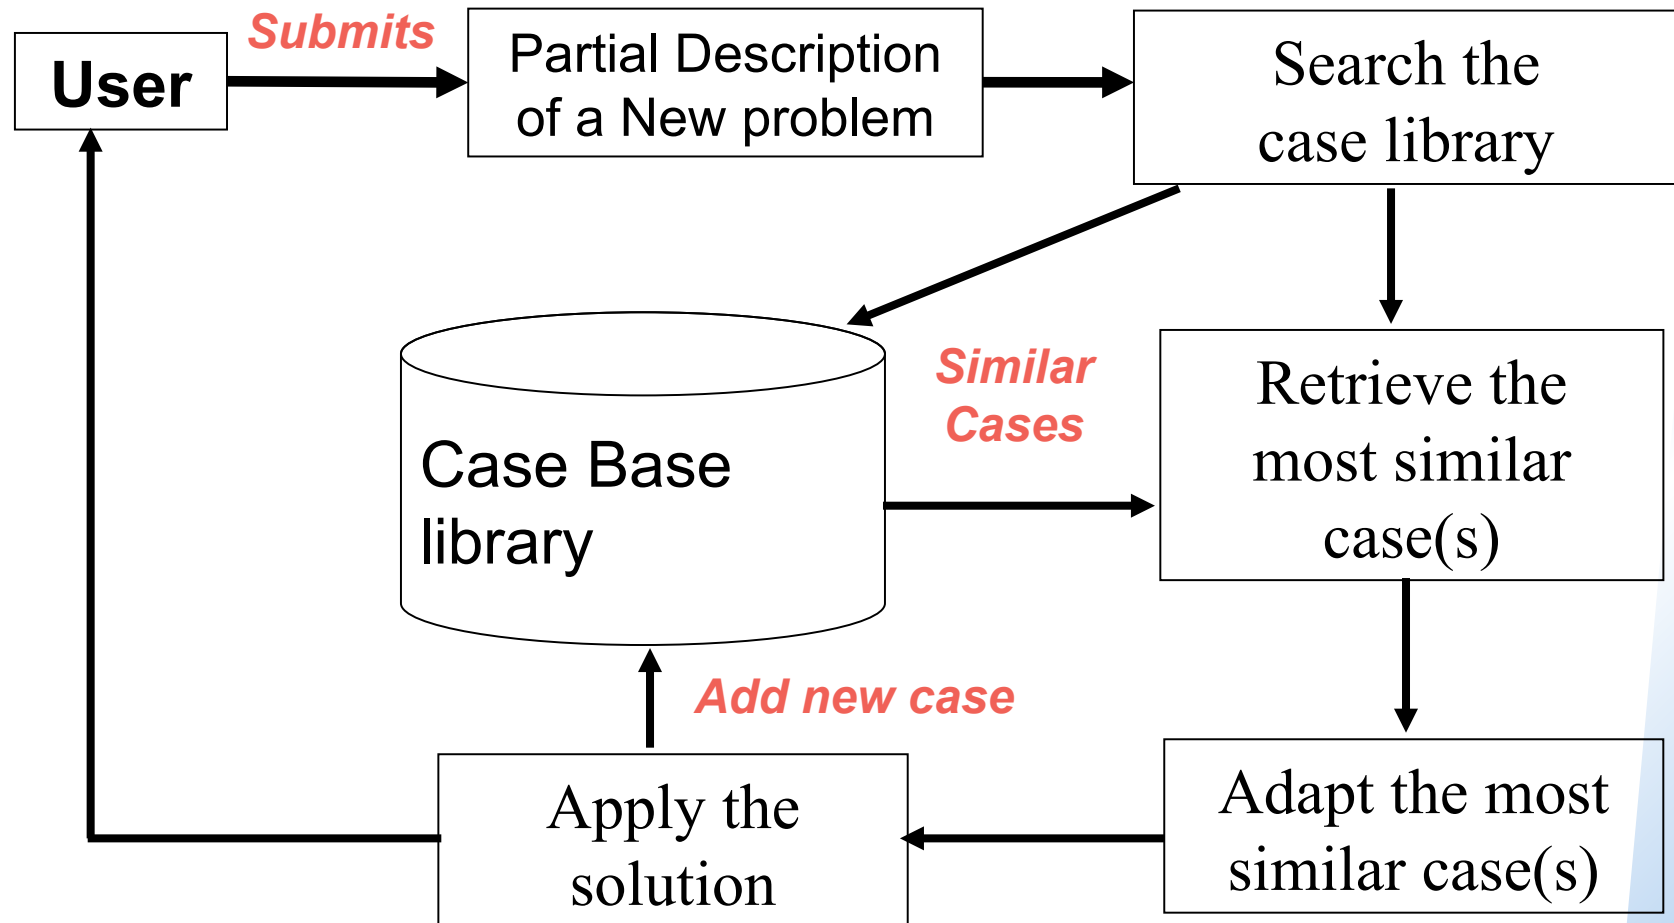 User
Submits
Partial Description
of a New problem
Search the
case library
Similar
Cases
Case Base
library
Retrieve the
most similar
case(s)
Add new case
Apply the
solution
Adapt the most
similar case(s)